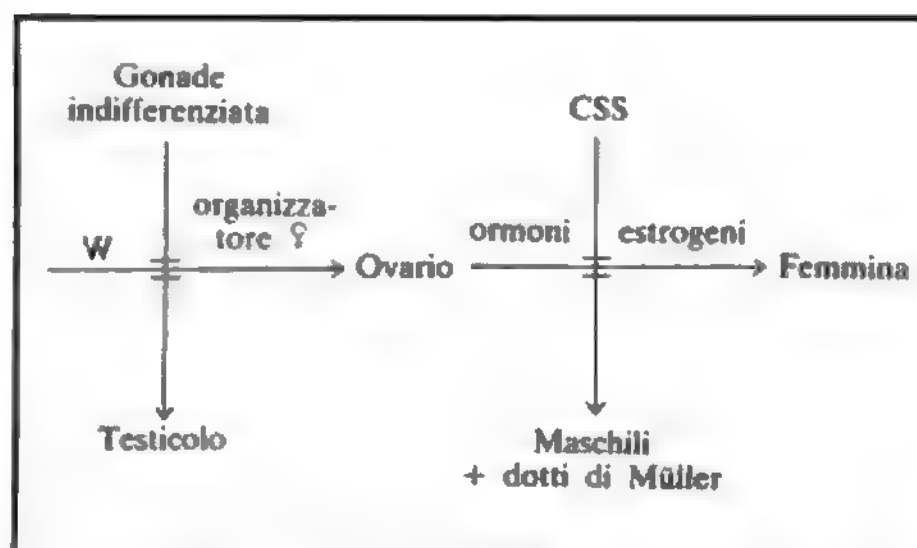 Gonade
indifferenziata
CSS
organizza-
tore ♀
W
ormoni
estrogeni
Ovario
Femmina
Testicolo
Maschili
+ dotti di Müller